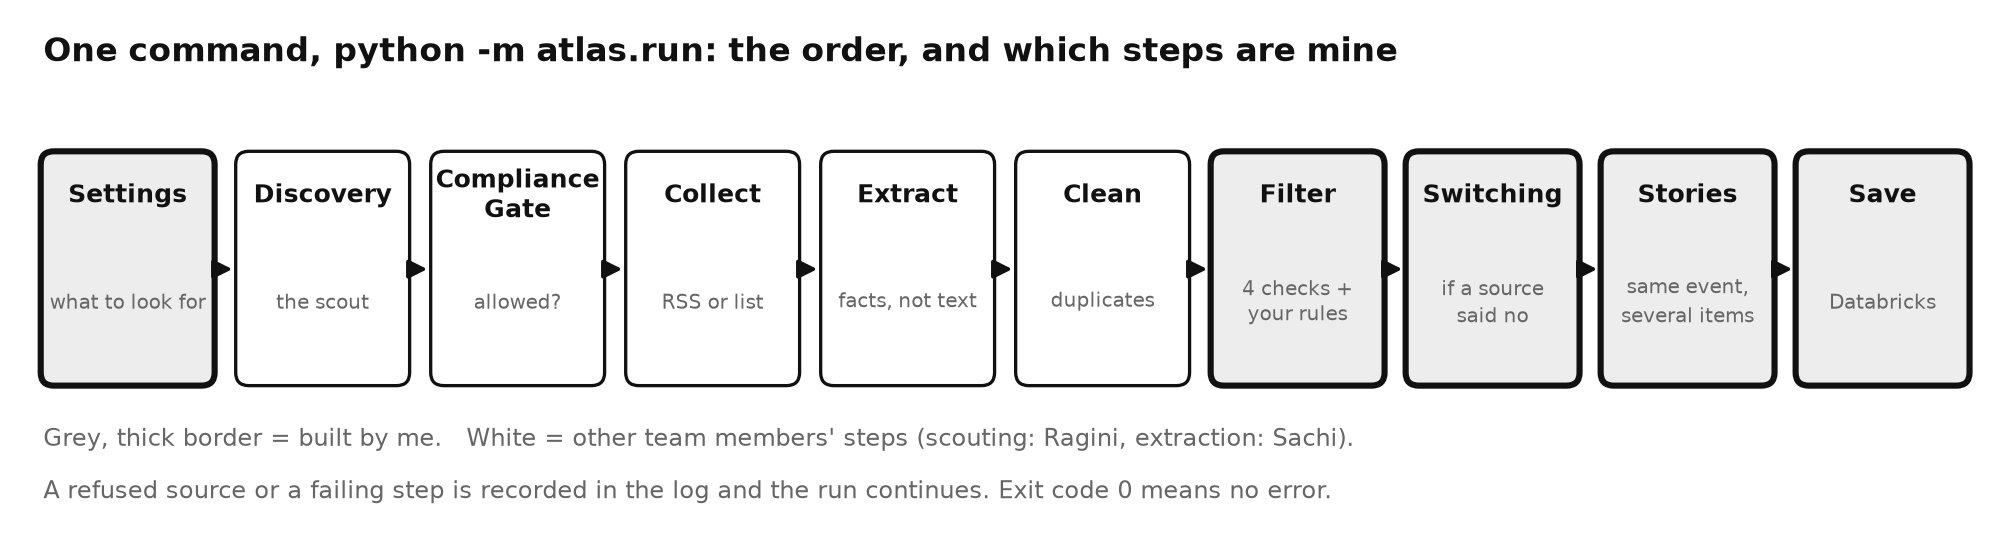 One command, python -m atlas.run: the order, and which steps are mine
Settings
what to look for
Discovery
the scout
Compliance
Gate
allowed?
Collect
RSS or list
Extract
facts, not text
Clean
duplicates
Filter
4 checks +
your rules
Switching
if a source
said no
Stories
same event,
several items
Save
Databricks
Grey, thick border = built by me.   White = other team members' steps (scouting: Ragini, extraction: Sachi).
A refused source or a failing step is recorded in the log and the run continues. Exit code 0 means no error.